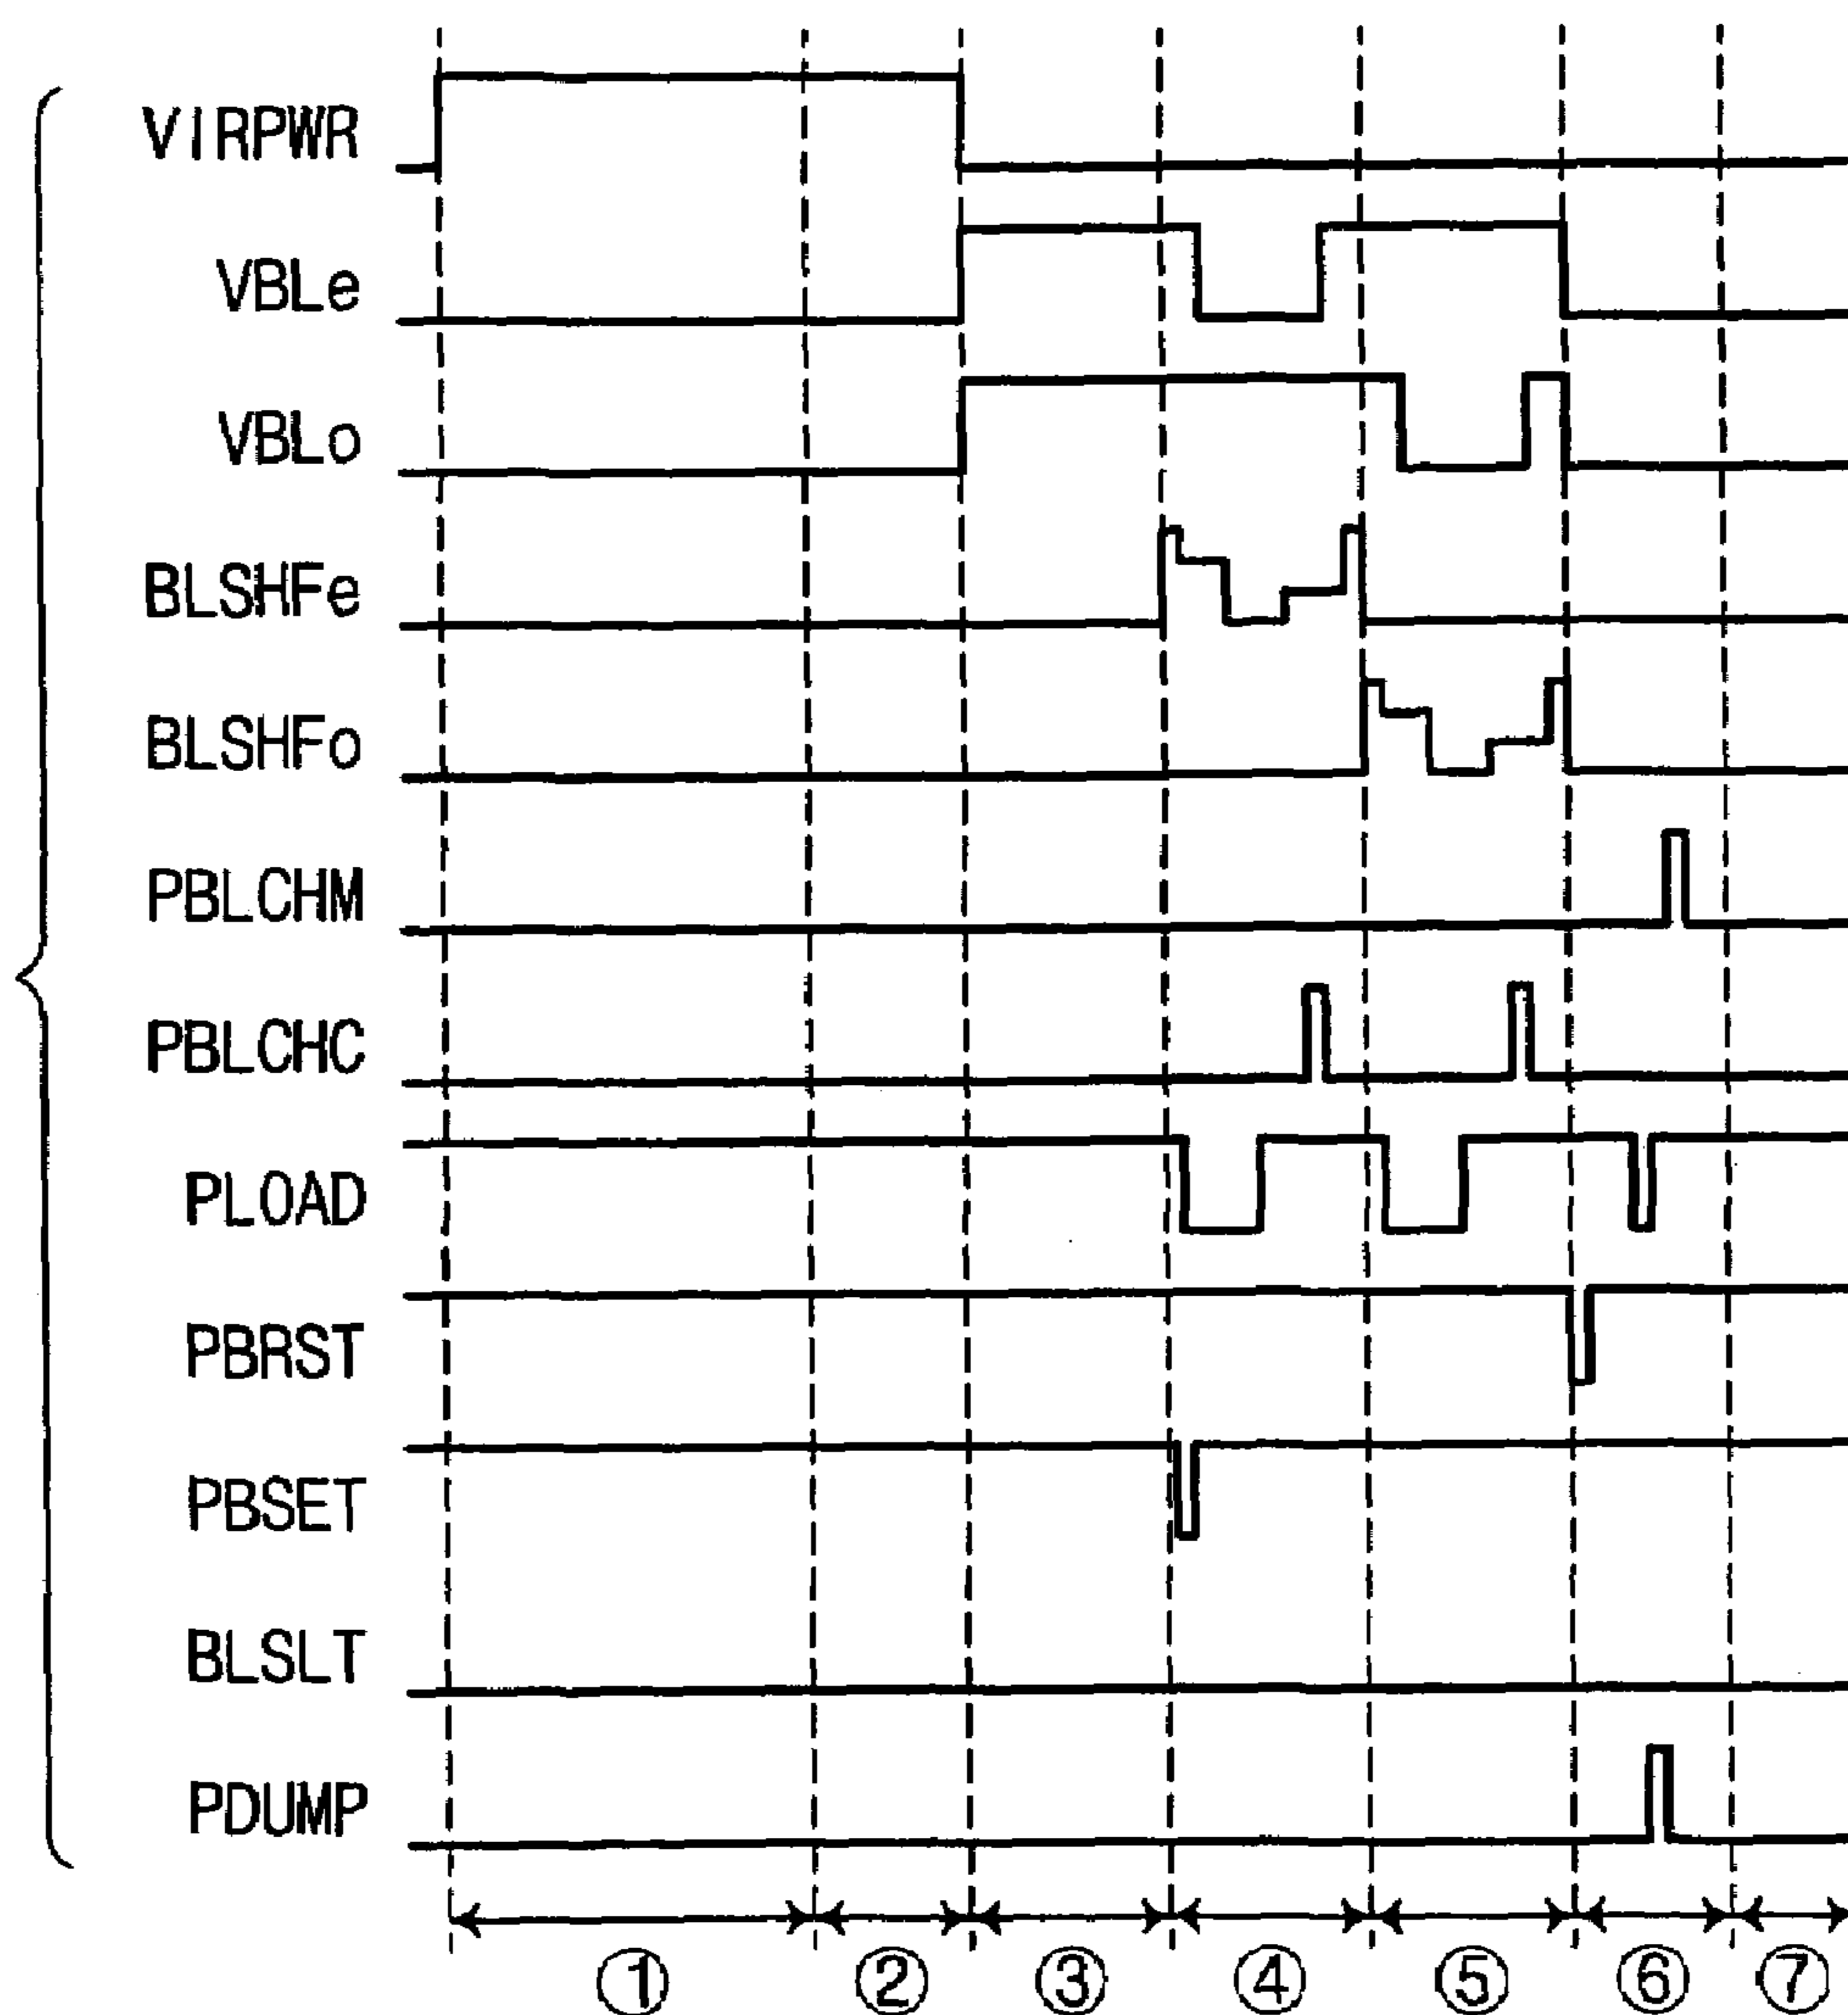 VIRPWR
VBLe
VBLo
BLSHFe
BLSHFo
PBLCHM
PBLCHC
PLOAD
PBRST
PBSET
BLSLT
PDUMP
① ② ③ ④ ⑤ ⑥ ⑦